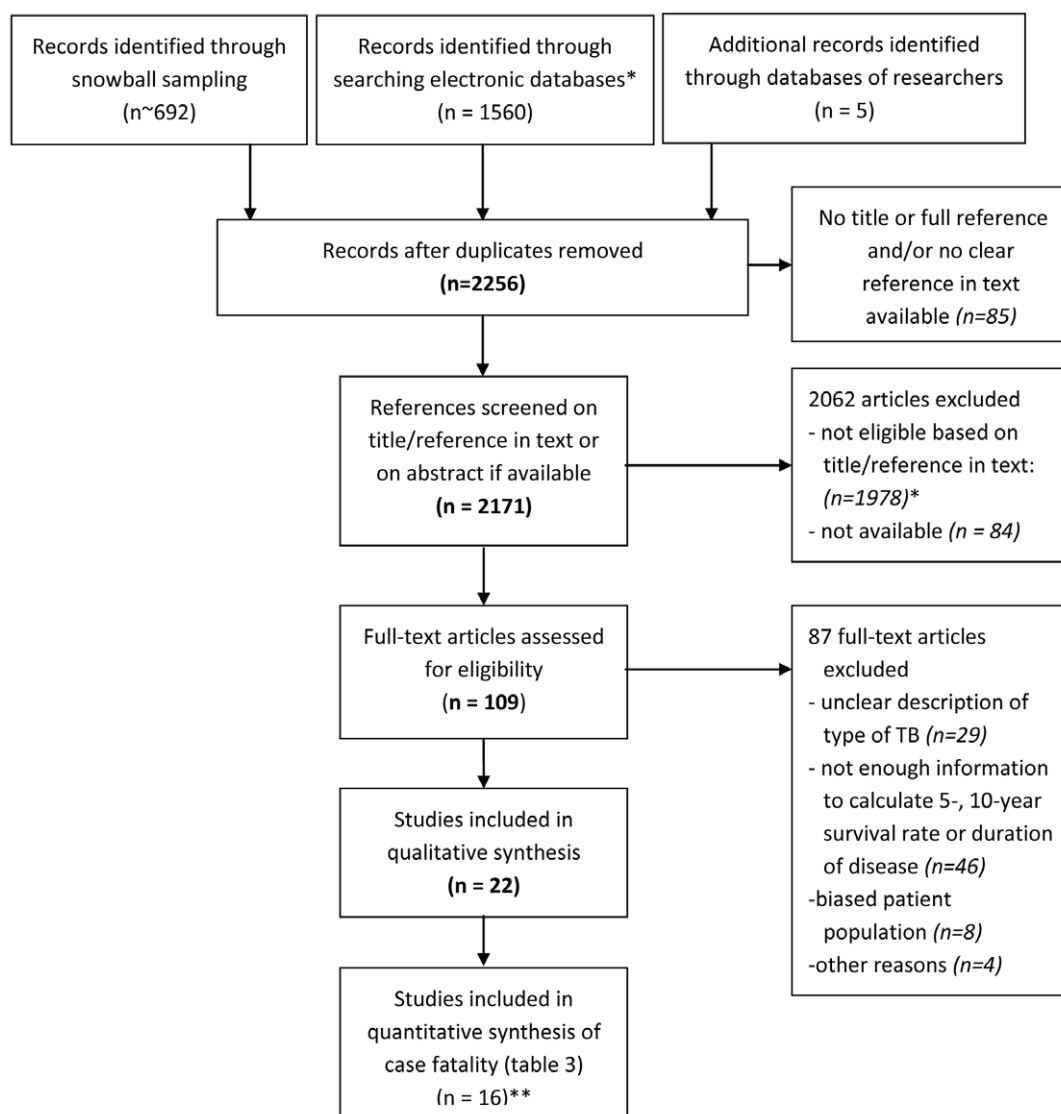 Records identified through
snowball sampling
(n~692)
Records identified through
searching electronic databases*
(n = 1560)
Additional records identified
through databases of researchers
(n = 5)
Records after duplicates removed
(n=2256)
No title or full reference
and/or no clear
reference in text
available (n=85)
References screened on
title/reference in text or
on abstract if available
(n = 2171)
2062 articles excluded
- not eligible based on
title/reference in text:
(n=1978)*
- not available (n = 84)
Full-text articles assessed
for eligibility
(n = 109)
87 full-text articles
excluded
- unclear description of
type of TB (n=29)
- not enough information
to calculate 5-, 10-year
survival rate or duration
of disease (n=46)
-biased patient
population (n=8)
-other reasons (n=4)
Studies included in
qualitative synthesis
(n = 22)
Studies included in
quantitative synthesis of
case fatality (table 3)
(n = 16)**